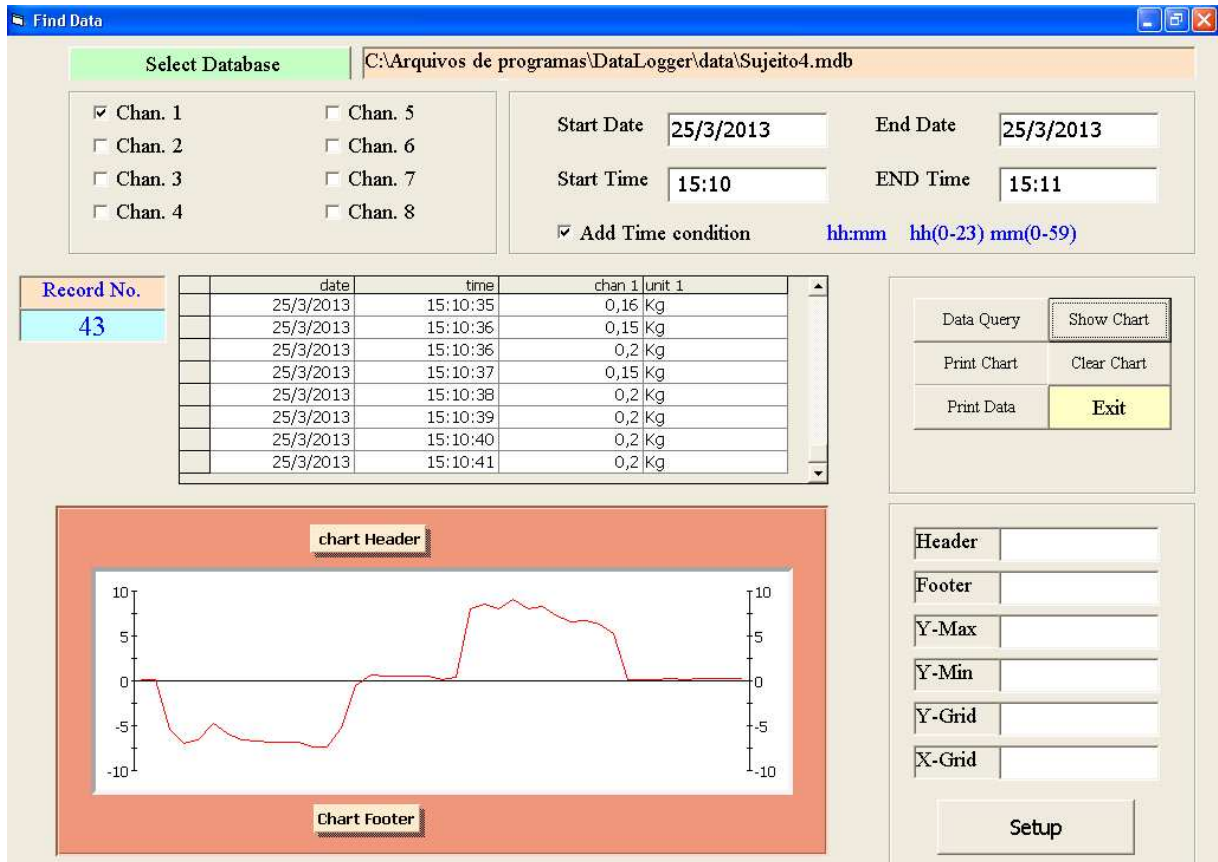 Find Data
Select Database C:\Arquivos de programas\DataLogger\data\Sujeito4.mdb
Chan. 1 Chan. 5
Chan. 2 Chan. 6
Chan. 3 Chan. 7
Chan. 4 Chan. 8
Start Date 25/3/2013 End Date 25/3/2013
Start Time 15:10 END Time 15:11
Add Time condition hh:mm hh(0-23) mm(0-59)
Record No.
43
date time chan 1 unit 1
25/3/2013 15:10:35 0,16 Kg
25/3/2013 15:10:36 0,15 Kg
25/3/2013 15:10:36 0,2 Kg
25/3/2013 15:10:37 0,15 Kg
25/3/2013 15:10:38 0,2 Kg
25/3/2013 15:10:39 0,2 Kg
25/3/2013 15:10:40 0,2 Kg
25/3/2013 15:10:41 0,2 Kg
Data Query Show Chart
Print Chart Clear Chart
Print Data Exit
chart Header
10 10
5 5
0 0
-5 -5
-10 -10
Chart Footer
Header
Footer
Y-Max
Y-Min
Y-Grid
X-Grid
Setup